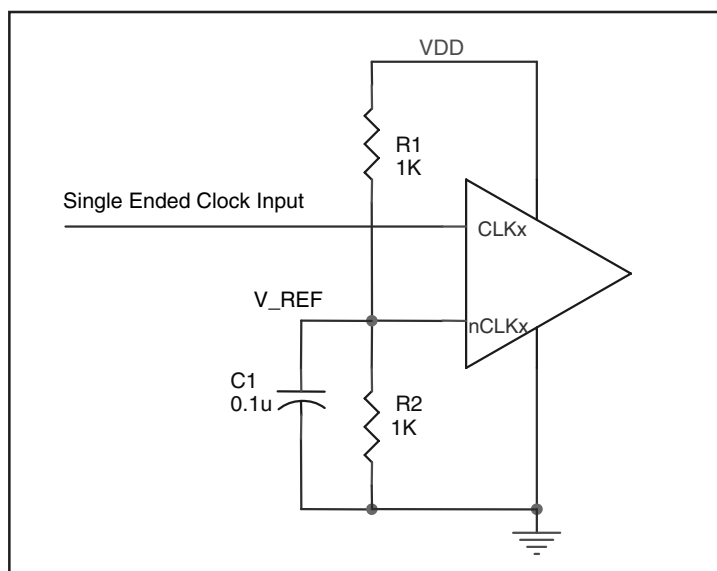 VDD
R1
1K
Single Ended Clock Input
CLKx
V_REF
nCLKx
C1
0.1u
R2
1K